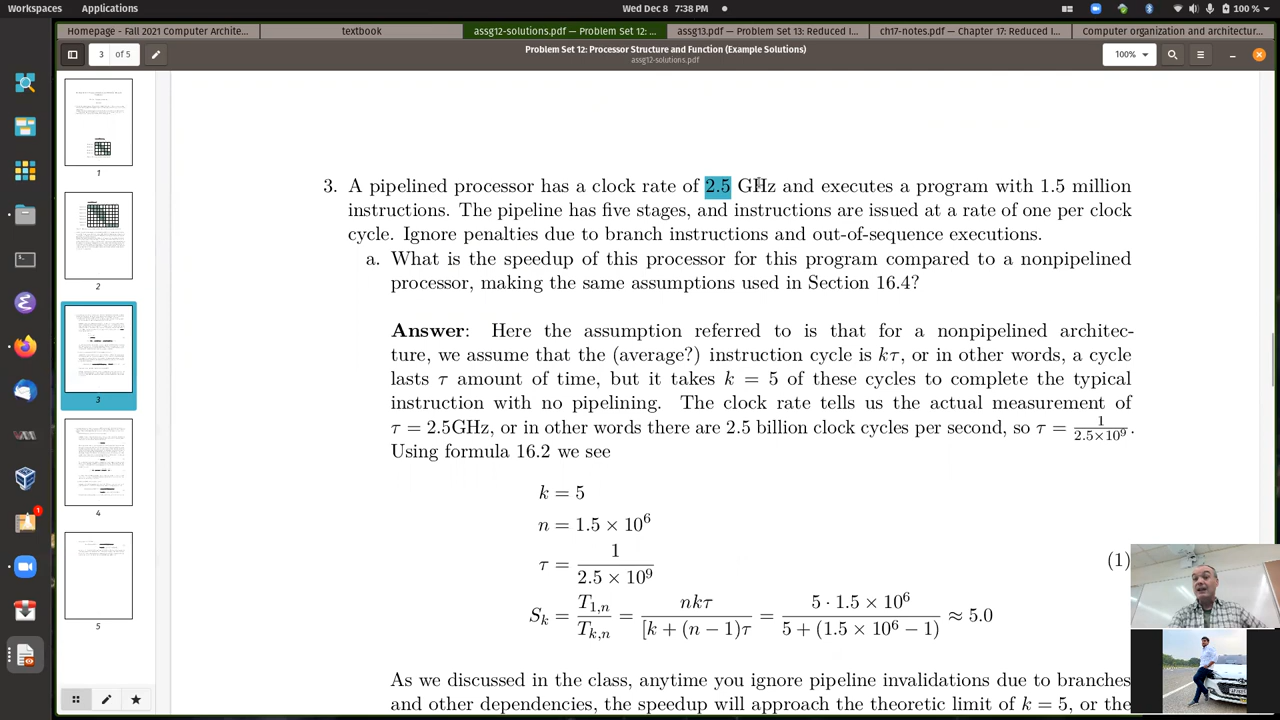 Workspaces Applications Wed Dec 8 7:38 PM 100 %
Homepage - Fall 2021 Computer Archite... textbook assg12-solutions.pdf — Problem Set 12: ... assg13.pdf — Problem Set 13: Reduced I... ch17-notes.pdf — Chapter 17: Reduced I... Computer organization and architectur...
3 of 5 Problem Set 12: Processor Structure and Function (Example Solutions) 100%
assg12-solutions.pdf
3. A pipelined processor has a clock rate of 2.5 GHz and executes a program with 1.5 million
instructions. The pipeline has five stages, and instructions are issued at a rate of one per clock
cycle. Ignore penalties due to branch instructions and out-of-sequence executions.
a. What is the speedup of this processor for this program compared to a nonpipelined
processor, making the same assumptions used in Section 16.4?
Answer: Here the assumption referred to is that for a nonpipelined architec-
ture, we assume that the (average?) instruction cycle is kτ, or in other words, a cycle
lasts τ amount of time, but it takes k = 5 of these cycles to complete the typical
instruction with no pipelining. The clock rate tells us the actual measurement of
τ = 2.5GHz, or in other words there are 2.5 billion clock cycles per second, so τ = 1/(2.5×10^9).
Using formula 16.2 we see
k = 5
n = 1.5 × 10^6
τ = 1/(2.5 × 10^9) (1)
S_k = T_{1,n}/T_{k,n} = nkτ/[k + (n − 1)τ = 5 · 1.5 × 10^6/5 + (1.5 × 10^6 − 1) ≈ 5.0
As we discussed in the class, anytime you ignore pipeline invalidations due to branches
and other dependencies, the speedup will approach the theoretic limit of k = 5, or the
1
2
3
4
5
1